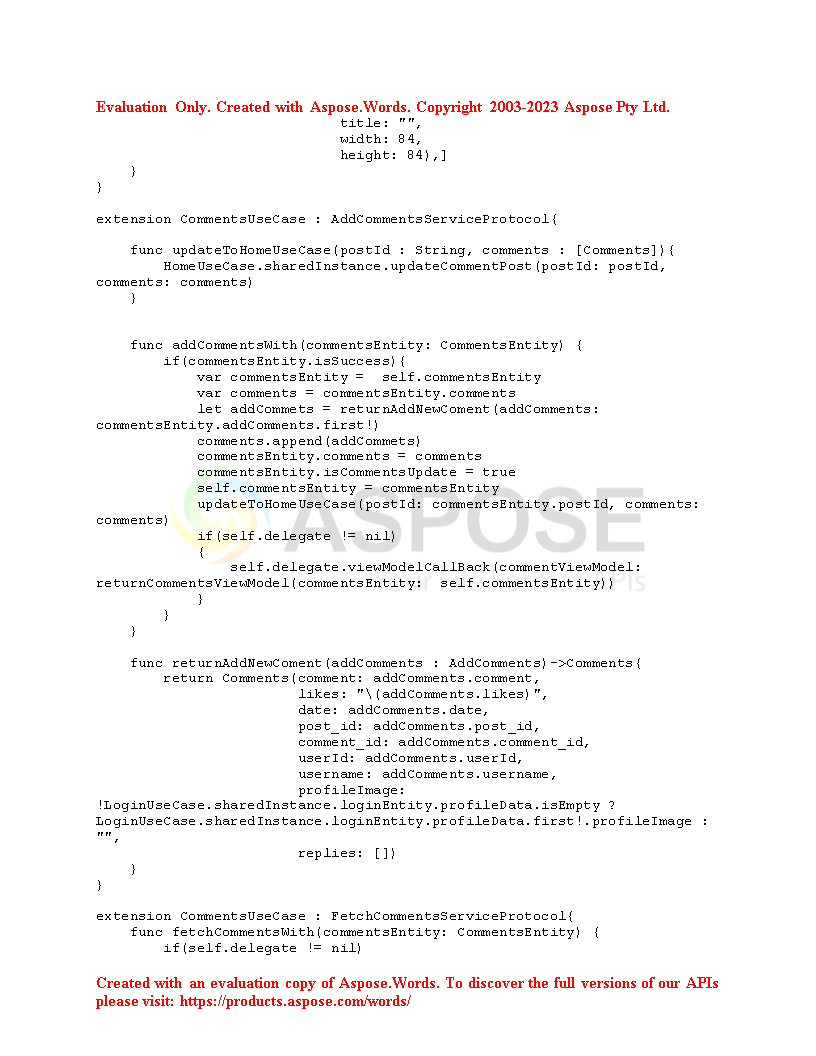 Evaluation Only. Created with Aspose.Words. Copyright 2003-2023 Aspose Pty Ltd.
title: "",
width: 84,
height: 84),]
}
}
extension CommentsUseCase : AddCommentsServiceProtocol{
func updateToHomeUseCase(postId : String, comments : [Comments]){
HomeUseCase.sharedInstance.updateCommentPost(postId: postId,
comments: comments)
}
func addCommentsWith(commentsEntity: CommentsEntity) {
if(commentsEntity.isSuccess){
var commentsEntity =  self.commentsEntity
var comments = commentsEntity.comments
let addCommets = returnAddNewComent(addComments:
commentsEntity.addComments.first!)
comments.append(addCommets)
commentsEntity.comments = comments
commentsEntity.isCommentsUpdate = true
self.commentsEntity = commentsEntity
updateToHomeUseCase(postId: commentsEntity.postId, comments:
comments)
ASPOSE
if(self.delegate != nil)
{
self.delegate.viewModelCallBack(commentViewModel:
returnCommentsViewModel(commentsEntity:  self.commentsEntity))
}
}
}
func returnAddNewComent(addComments : AddComments)->Comments{
return Comments(comment: addComments.comment,
likes: "\(addComments.likes)",
date: addComments.date,
post_id: addComments.post_id,
comment_id: addComments.comment_id,
userId: addComments.userId,
username: addComments.username,
profileImage:
!LoginUseCase.sharedInstance.loginEntity.profileData.isEmpty ?
LoginUseCase.sharedInstance.loginEntity.profileData.first!.profileImage :
"",
replies: [])
}
}
extension CommentsUseCase : FetchCommentsServiceProtocol{
func fetchCommentsWith(commentsEntity: CommentsEntity) {
if(self.delegate != nil)
Created with an evaluation copy of Aspose.Words. To discover the full versions of our APIs
please visit: https://products.aspose.com/words/